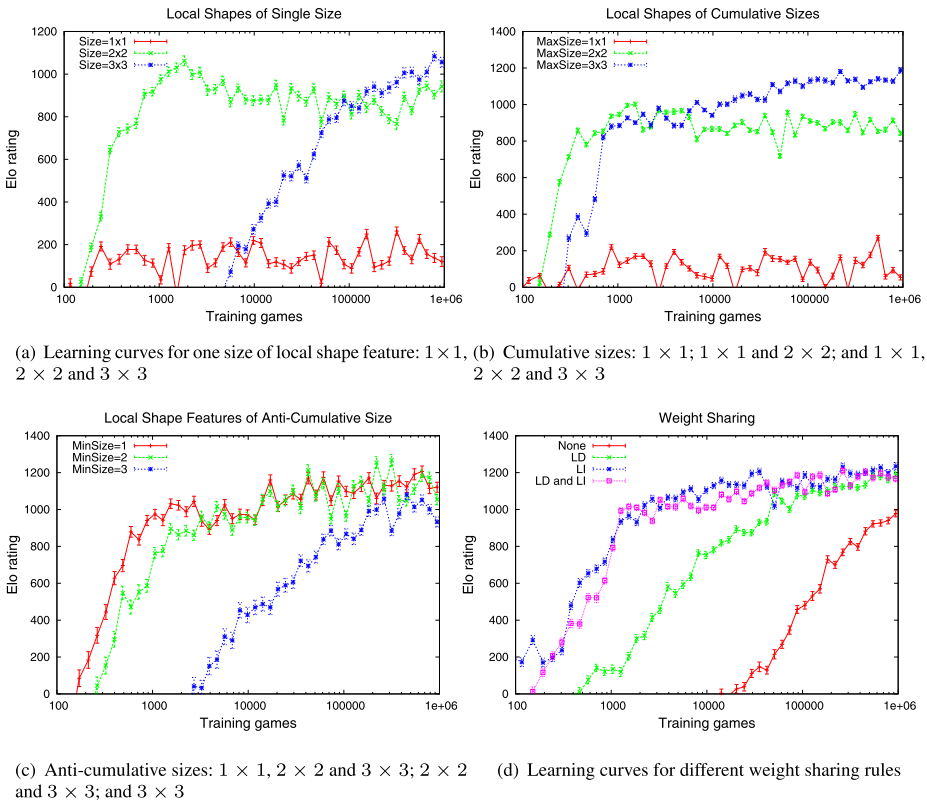 Local Shapes of Single Size
Size=1x1
Size=2x2
Size=3x3
1200
1000
800
600
400
200
0
Elo rating
100 1000 10000 100000 1e+06
Training games
Local Shapes of Cumulative Sizes
MaxSize=1x1
MaxSize=2x2
MaxSize=3x3
1400
1200
1000
800
600
400
200
0
Elo rating
100 1000 10000 100000 1e+06
Training games
(a) Learning curves for one size of local shape feature: 1×1,
2 × 2 and 3 × 3
(b) Cumulative sizes: 1 × 1; 1 × 1 and 2 × 2; and 1 × 1,
2 × 2 and 3 × 3
Local Shape Features of Anti-Cumulative Size
MinSize=1
MinSize=2
MinSize=3
1400
1200
1000
800
600
400
200
0
Elo rating
100 1000 10000 100000 1e+06
Training games
Weight Sharing
None
LD
LI
LD and LI
1400
1200
1000
800
600
400
200
0
Elo rating
100 1000 10000 100000 1e+06
Training games
(c) Anti-cumulative sizes: 1 × 1, 2 × 2 and 3 × 3; 2 × 2
and 3 × 3; and 3 × 3
(d) Learning curves for different weight sharing rules